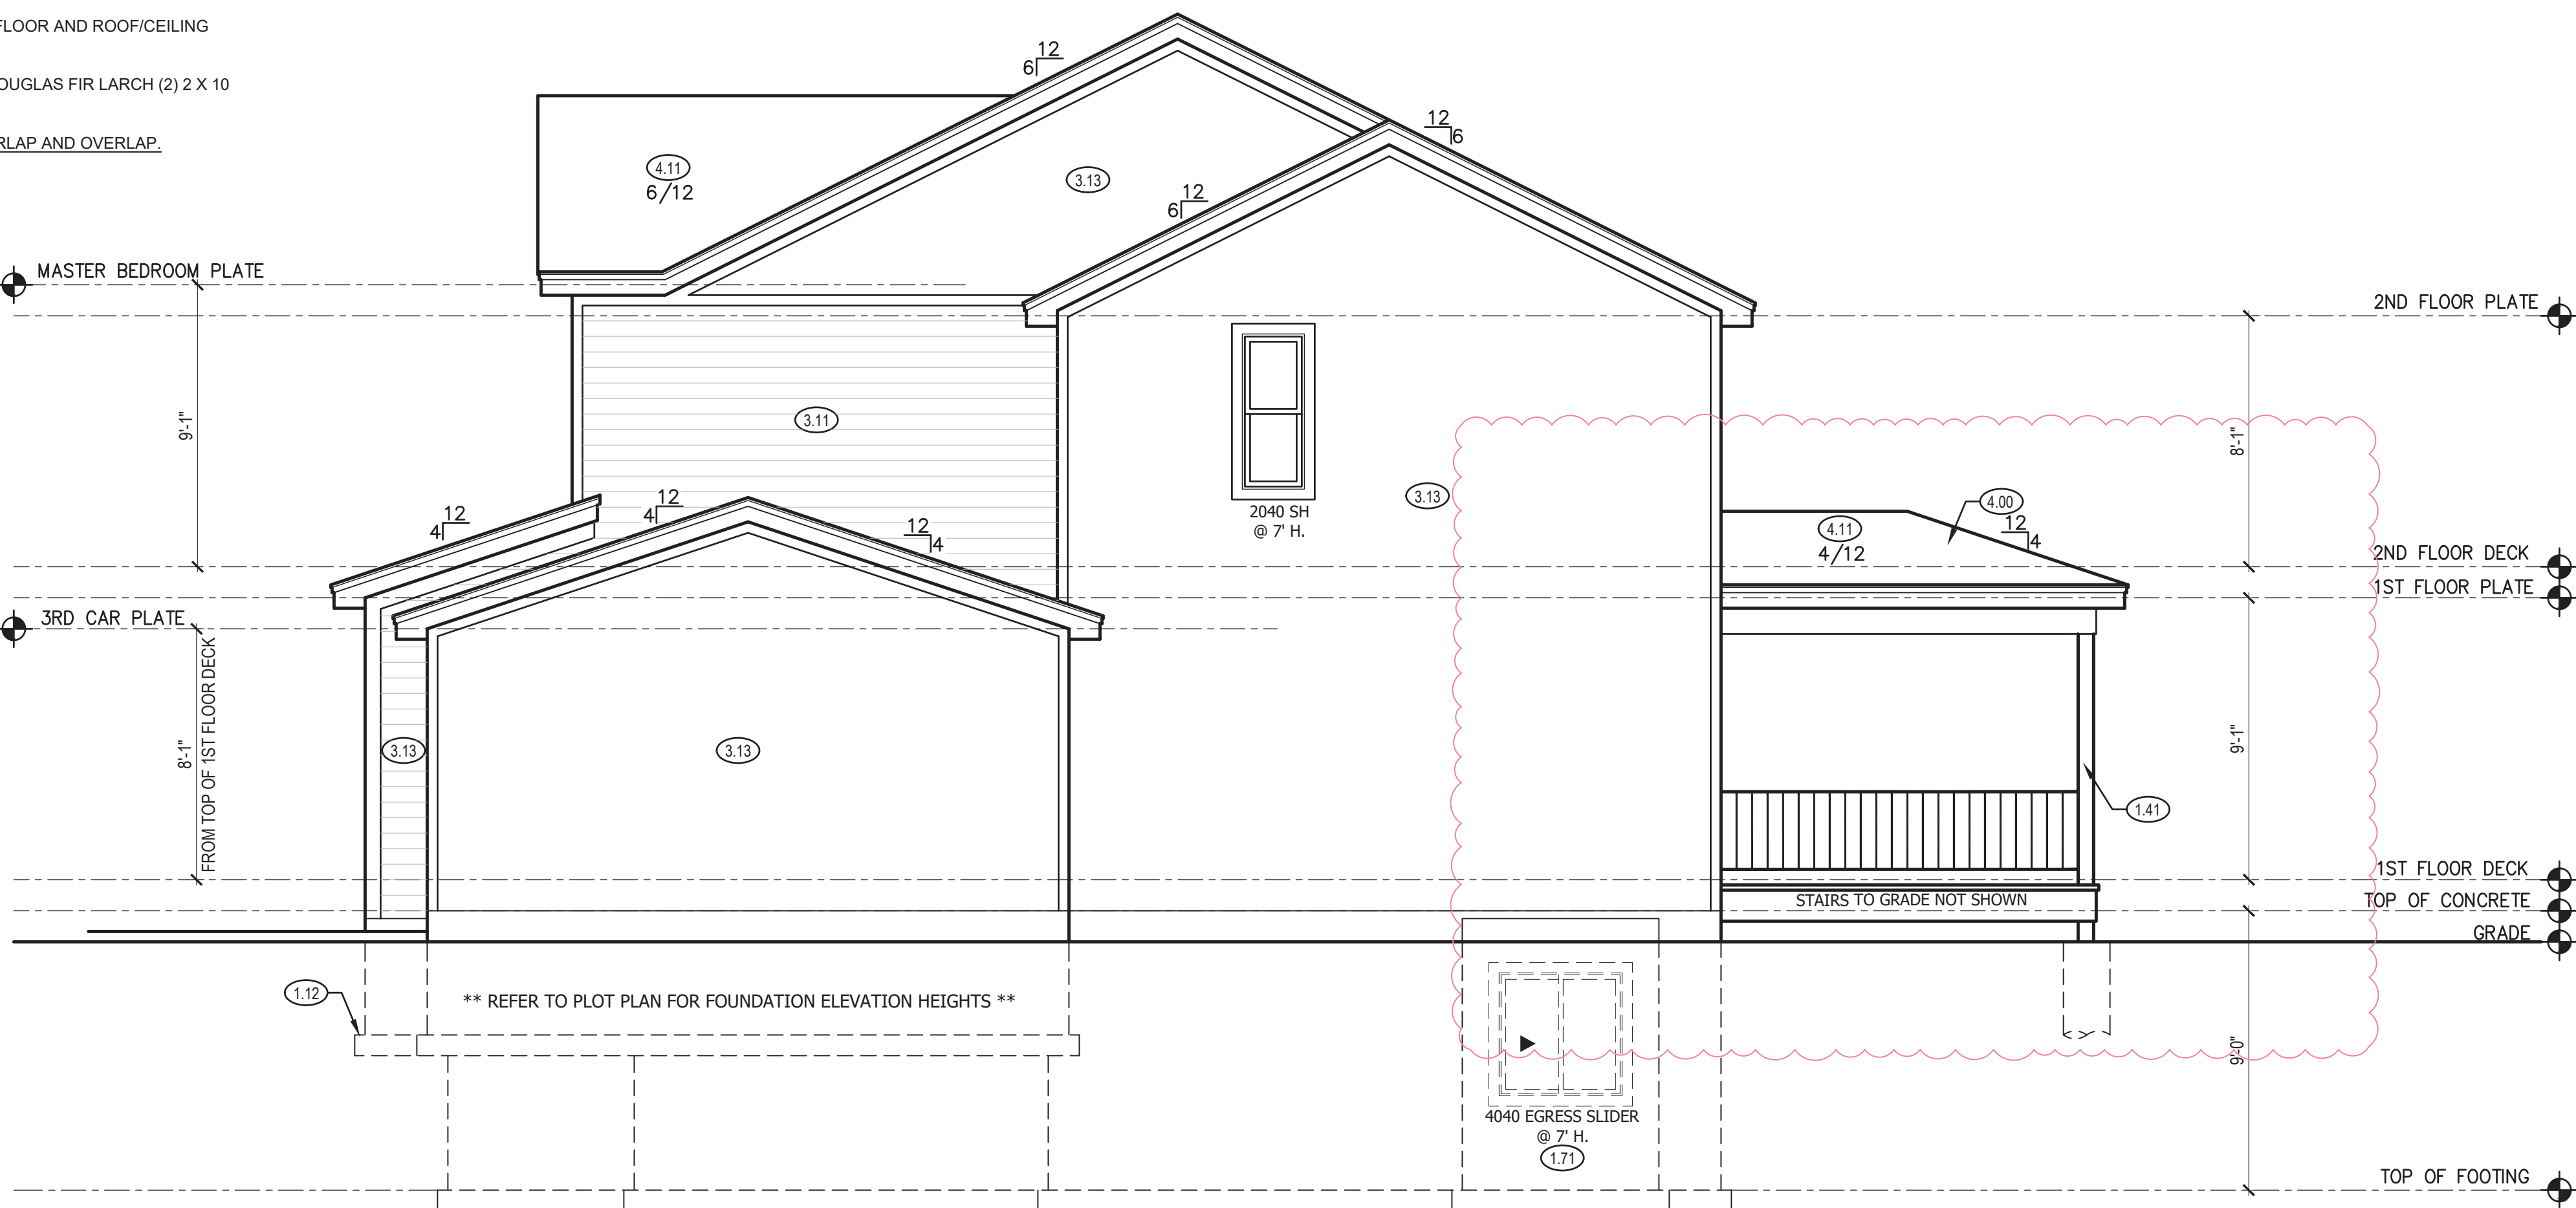 FLOOR AND ROOF/CEILING
OUGLAS FIR LARCH (2) 2 X 10
RLAP AND OVERLAP.
12
6
12
6
4.11
6/12
3.13
12
6
MASTER BEDROOM PLATE
2ND FLOOR PLATE
9'-1"
3.11
8'-1"
3.13
2040 SH
@ 7' H.
12
4
12
4
12
4
4.00
4.11
4/12
12
4
2ND FLOOR DECK
1ST FLOOR PLATE
3RD CAR PLATE
8'-1"
FROM TOP OF 1ST FLOOR DECK
3.13
3.13
9'-1"
1.41
1ST FLOOR DECK
STAIRS TO GRADE NOT SHOWN
TOP OF CONCRETE
GRADE
1.12
** REFER TO PLOT PLAN FOR FOUNDATION ELEVATION HEIGHTS **
9'-0"
4040 EGRESS SLIDER
@ 7' H.
1.71
TOP OF FOOTING